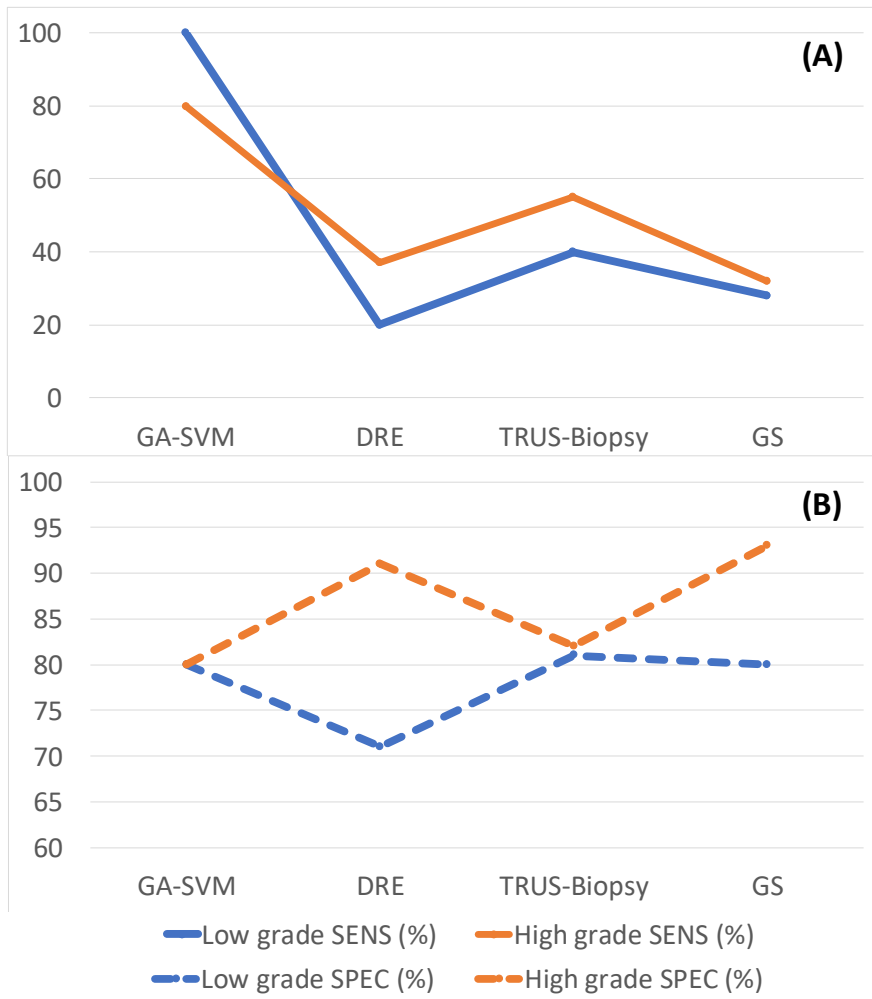 100
(A)
80
60
40
20
0
GA-SVM DRE TRUS-Biopsy GS
100
(B)
95
90
85
80
75
70
65
60
GA-SVM DRE TRUS-Biopsy GS
Low grade SENS (%) High grade SENS (%)
Low grade SPEC (%) High grade SPEC (%)